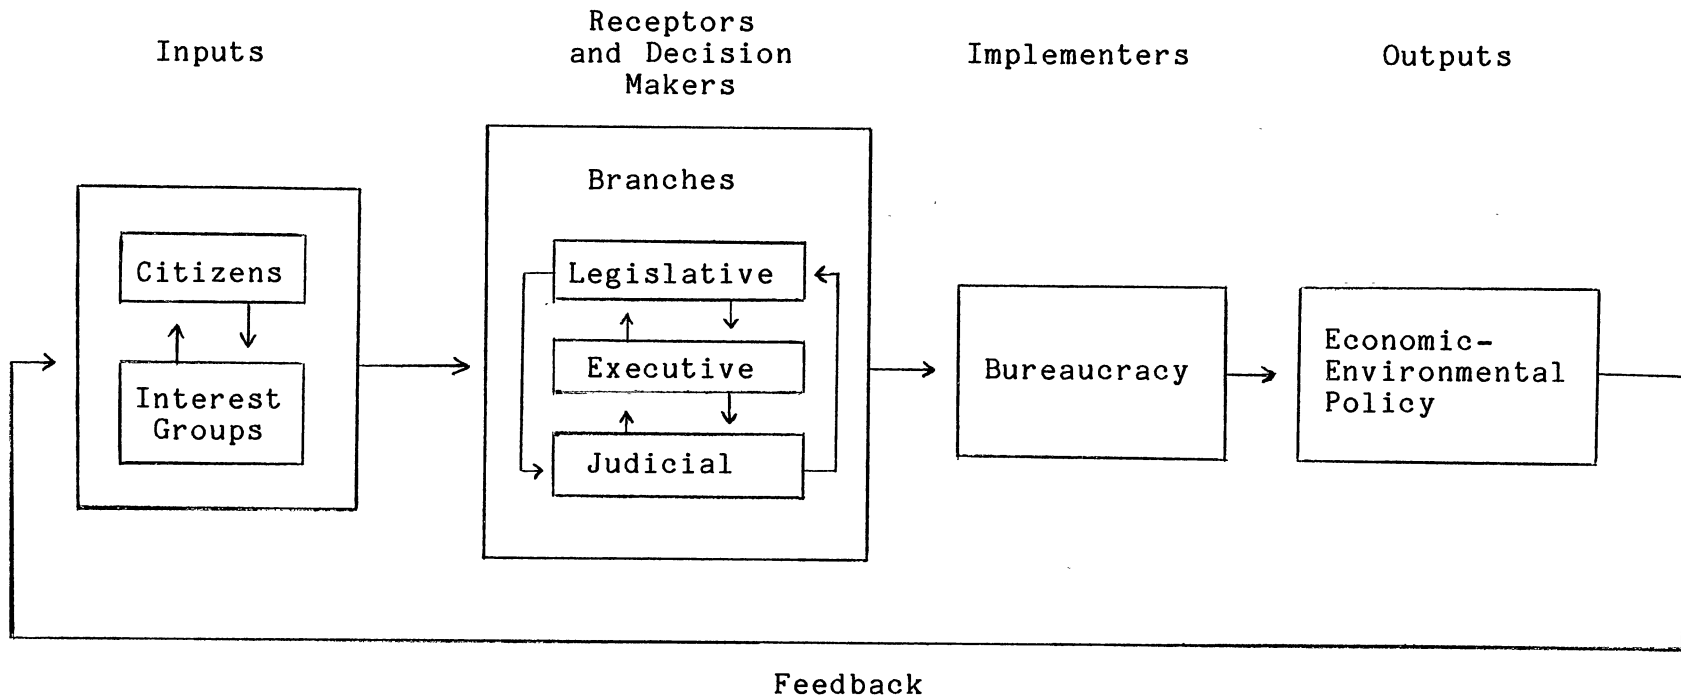 Inputs
Receptors
and Decision
Makers
Implementers
Outputs
Branches
Citizens
Interest
Groups
Legislative
Executive
Judicial
Bureaucracy
Economic-
Environmental
Policy
Feedback